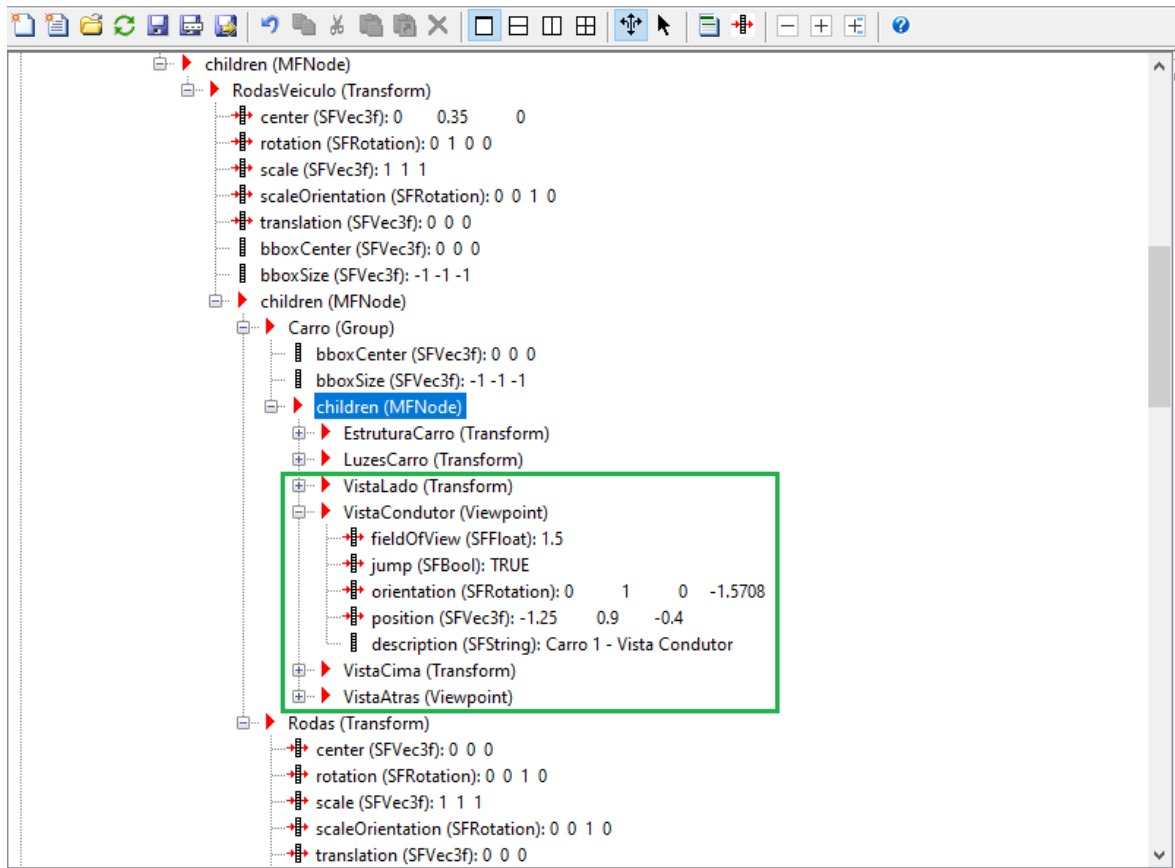 children (MFNode)
RodasVeiculo (Transform)
center (SFVec3f): 0 0.35 0
rotation (SFRotation): 0 1 0 0
scale (SFVec3f): 1 1 1
scaleOrientation (SFRotation): 0 0 1 0
translation (SFVec3f): 0 0 0
bboxCenter (SFVec3f): 0 0 0
bboxSize (SFVec3f): -1 -1 -1
children (MFNode)
Carro (Group)
bboxCenter (SFVec3f): 0 0 0
bboxSize (SFVec3f): -1 -1 -1
children (MFNode)
EstruturaCarro (Transform)
LuzesCarro (Transform)
VistaLado (Transform)
VistaCondutor (Viewpoint)
fieldOfView (SFFloat): 1.5
jump (SFBool): TRUE
orientation (SFRotation): 0 1 0 -1.5708
position (SFVec3f): -1.25 0.9 -0.4
description (SFString): Carro 1 - Vista Condutor
VistaCima (Transform)
VistaAtras (Viewpoint)
Rodas (Transform)
center (SFVec3f): 0 0 0
rotation (SFRotation): 0 0 1 0
scale (SFVec3f): 1 1 1
scaleOrientation (SFRotation): 0 0 1 0
translation (SFVec3f): 0 0 0